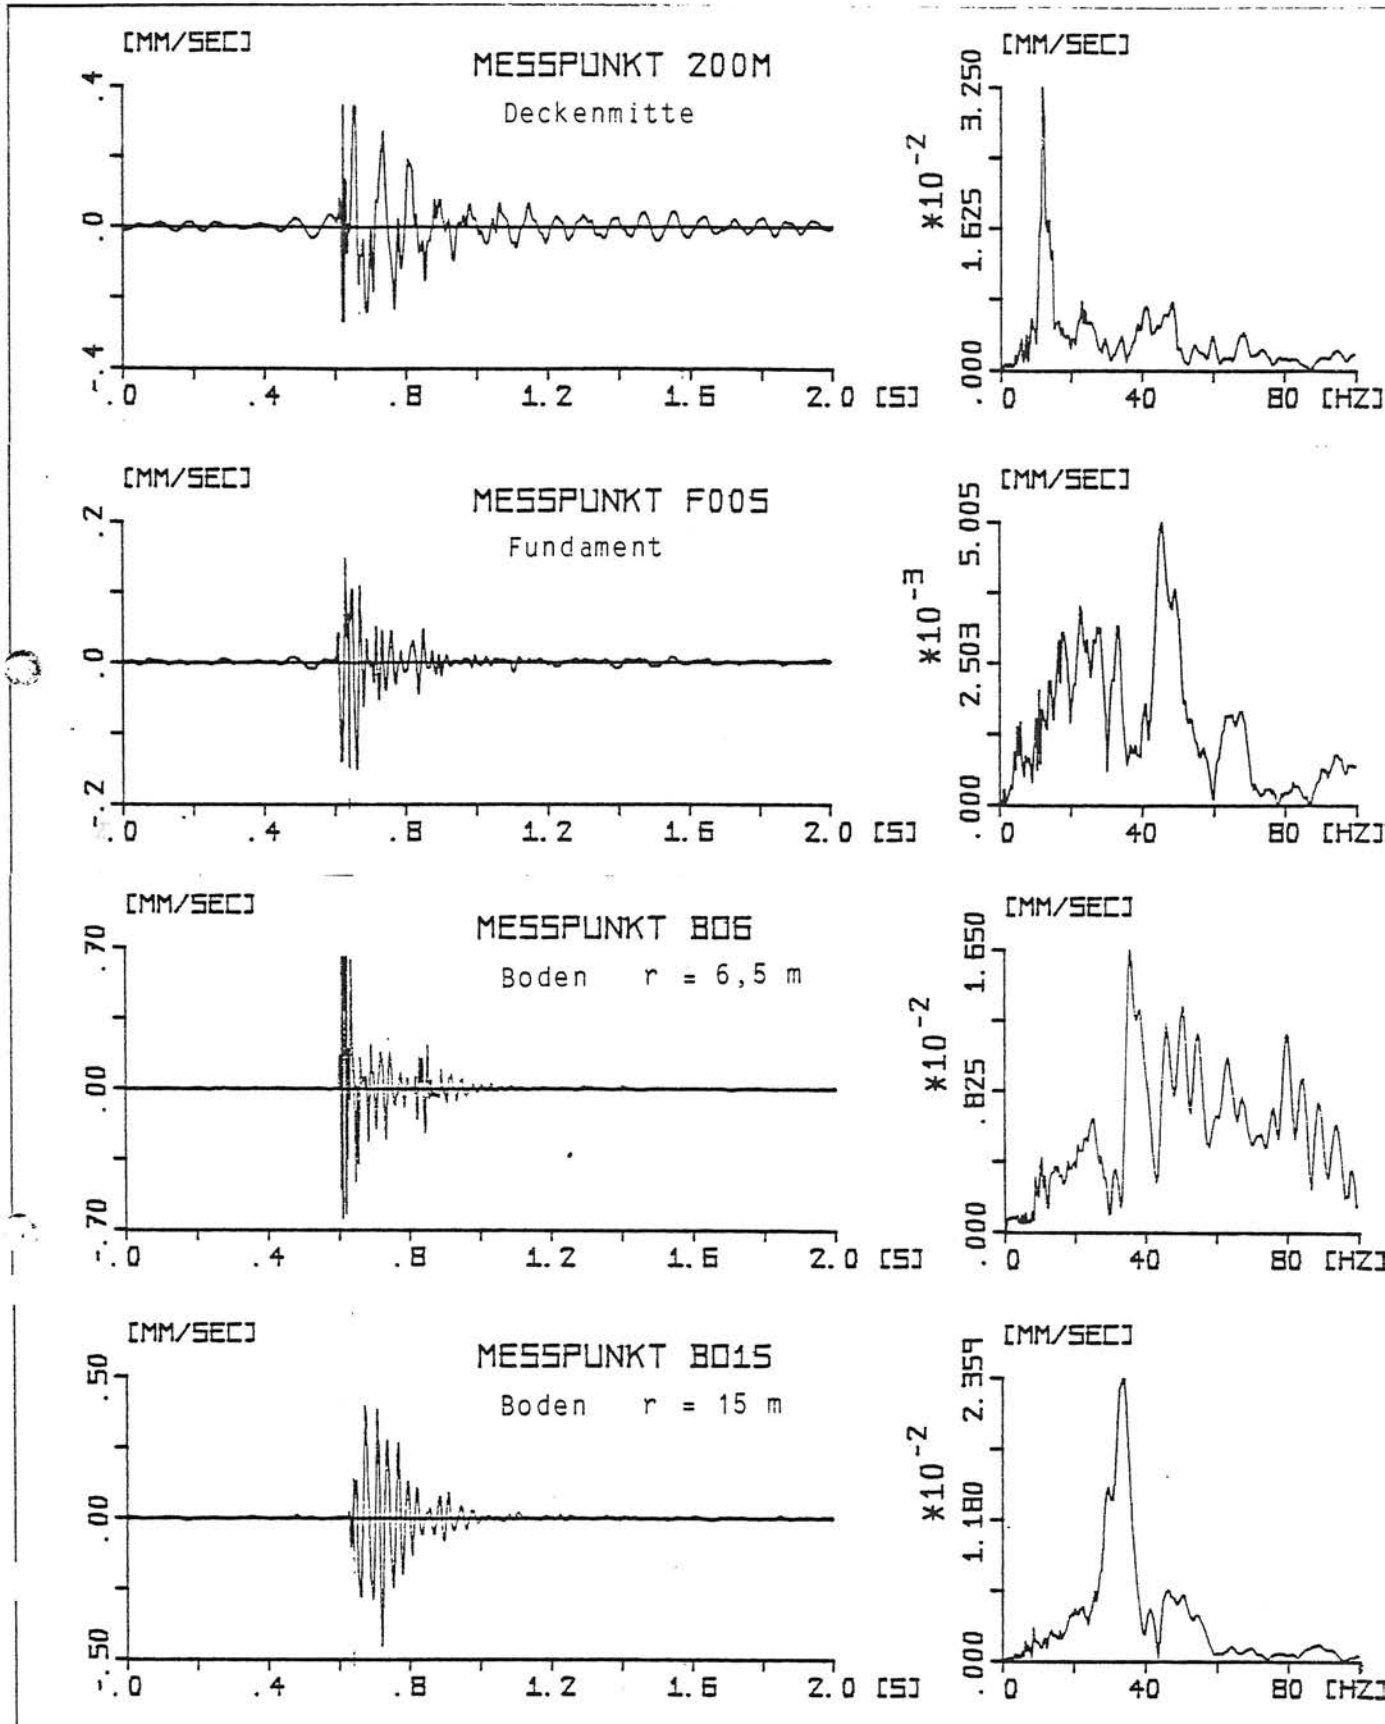 [MM/SEC]
MESSPUNKT 200M
Deckenmitte
.4
.0
-.4
.0 .4 .8 1.2 1.6 2.0 [S]
[MM/SEC]
*10-2
3.250
1.625
.000
.0 40 80 [HZ]
[MM/SEC]
MESSPUNKT F00S
Fundament
.2
.0
-.2
.0 .4 .8 1.2 1.6 2.0 [S]
[MM/SEC]
*10-3
5.005
2.503
.000
.0 40 80 [HZ]
[MM/SEC]
MESSPUNKT B06
Boden r = 6,5 m
.70
.00
-.70
.0 .4 .8 1.2 1.6 2.0 [S]
[MM/SEC]
*10-2
1.650
.825
.000
.0 40 80 [HZ]
[MM/SEC]
MESSPUNKT B015
Boden r = 15 m
.50
.00
-.50
.0 .4 .8 1.2 1.6 2.0 [S]
[MM/SEC]
*10-2
2.359
1.180
.000
.0 40 80 [HZ]